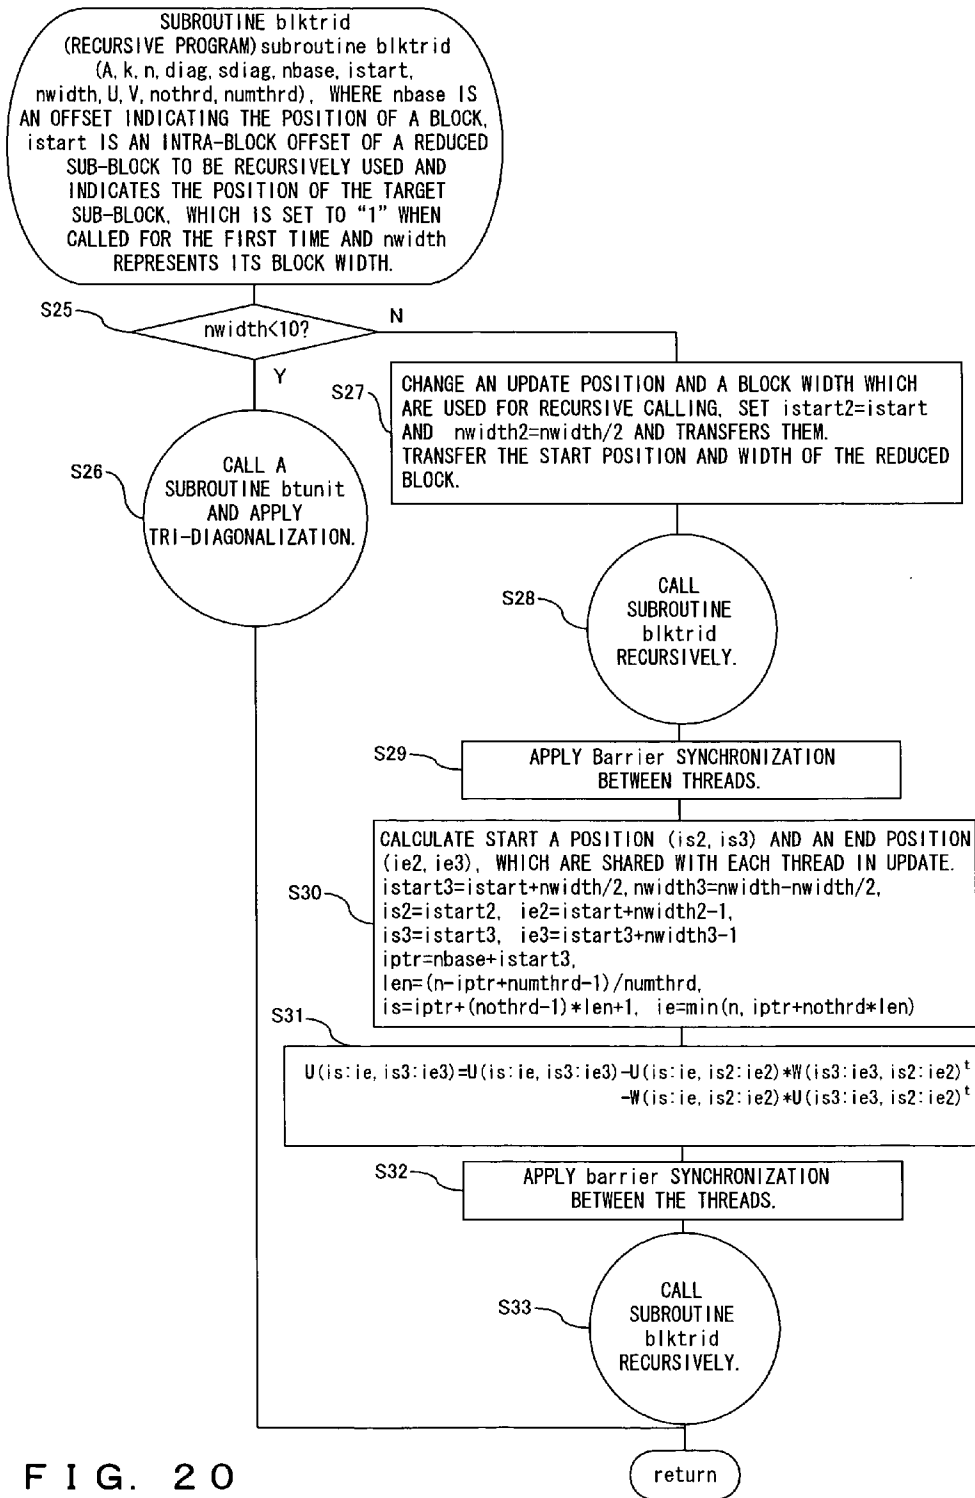 SUBROUTINE blktrid
(RECURSIVE PROGRAM) subroutine blktrid
(A, k, n, diag, sdiag, nbase, istart,
nwidth, U, V, nothrd, numthrd), WHERE nbase IS
AN OFFSET INDICATING THE POSITION OF A BLOCK,
istart IS AN INTRA-BLOCK OFFSET OF A REDUCED
SUB-BLOCK TO BE RECURSIVELY USED AND
INDICATES THE POSITION OF THE TARGET
SUB-BLOCK, WHICH IS SET TO “1” WHEN
CALLED FOR THE FIRST TIME AND nwidth
REPRESENTS ITS BLOCK WIDTH.
S25
nwidth<10?
N
Y
S26
CALL A
SUBROUTINE btunit
AND APPLY
TRI-DIAGONALIZATION.
S27
CHANGE AN UPDATE POSITION AND A BLOCK WIDTH WHICH
ARE USED FOR RECURSIVE CALLING, SET istart2=istart
AND nwidth2=nwidth/2 AND TRANSFERS THEM.
TRANSFER THE START POSITION AND WIDTH OF THE REDUCED
BLOCK.
S28
CALL
SUBROUTINE
blktrid
RECURSIVELY.
S29
APPLY Barrier SYNCHRONIZATION
BETWEEN THREADS.
S30
CALCULATE START A POSITION (is2, is3) AND AN END POSITION
(ie2, ie3), WHICH ARE SHARED WITH EACH THREAD IN UPDATE.
istart3=istart+nwidth/2, nwidth3=nwidth-nwidth/2,
is2=istart2, ie2=istart+nwidth2-1,
is3=istart3, ie3=istart3+nwidth3-1
iptr=nbase+istart3,
len=(n-iptr+numthrd-1)/numthrd,
is=iptr+(nothrd-1)*len+1, ie=min(n, iptr+nothrd*len)
S31
U(is:ie, is3:ie3)=U(is:ie, is3:ie3)-U(is:ie, is2:ie2)*W(is3:ie3, is2:ie2)ᵗ
-W(is:ie, is2:ie2)*U(is3:ie3, is2:ie2)ᵗ
S32
APPLY barrier SYNCHRONIZATION
BETWEEN THE THREADS.
S33
CALL
SUBROUTINE
blktrid
RECURSIVELY.
return
FIG. 20